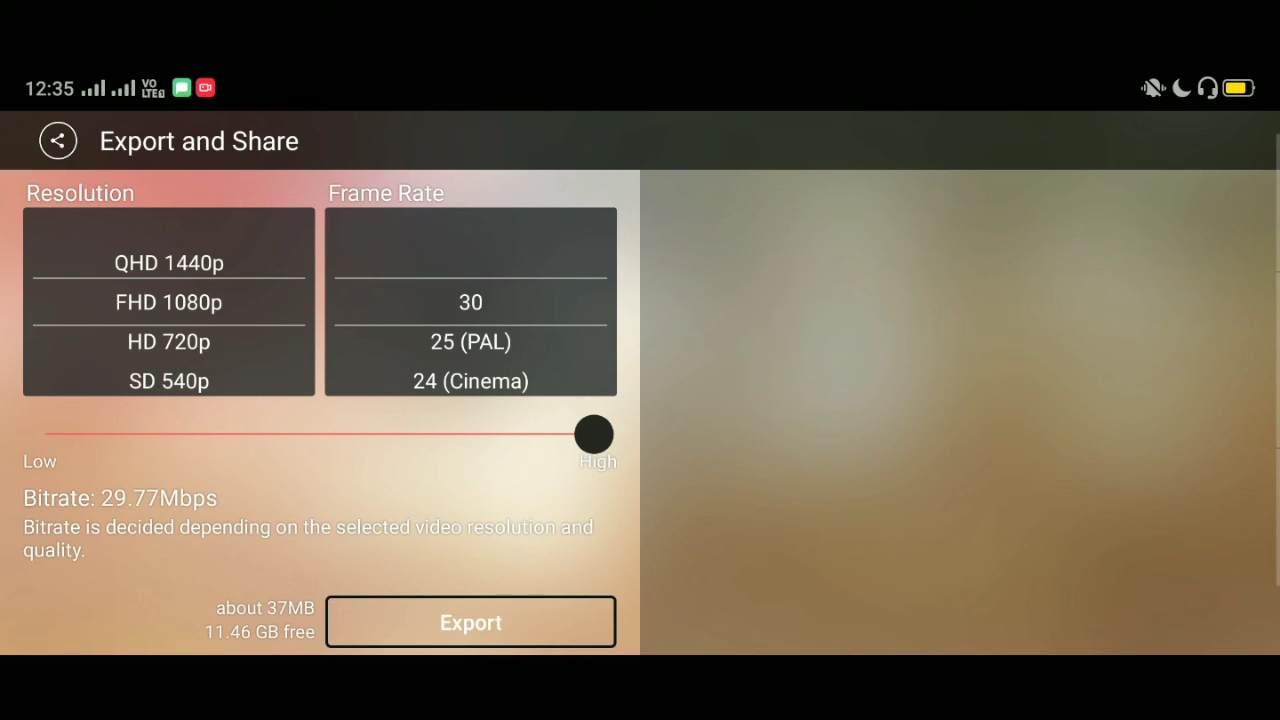 12:35 VO LTE
Export and Share
Resolution
Frame Rate
QHD 1440p
FHD 1080p
30
HD 720p
25 (PAL)
SD 540p
24 (Cinema)
Low
High
Bitrate: 29.77Mbps
Bitrate is decided depending on the selected video resolution and
quality.
about 37MB
11.46 GB free
Export